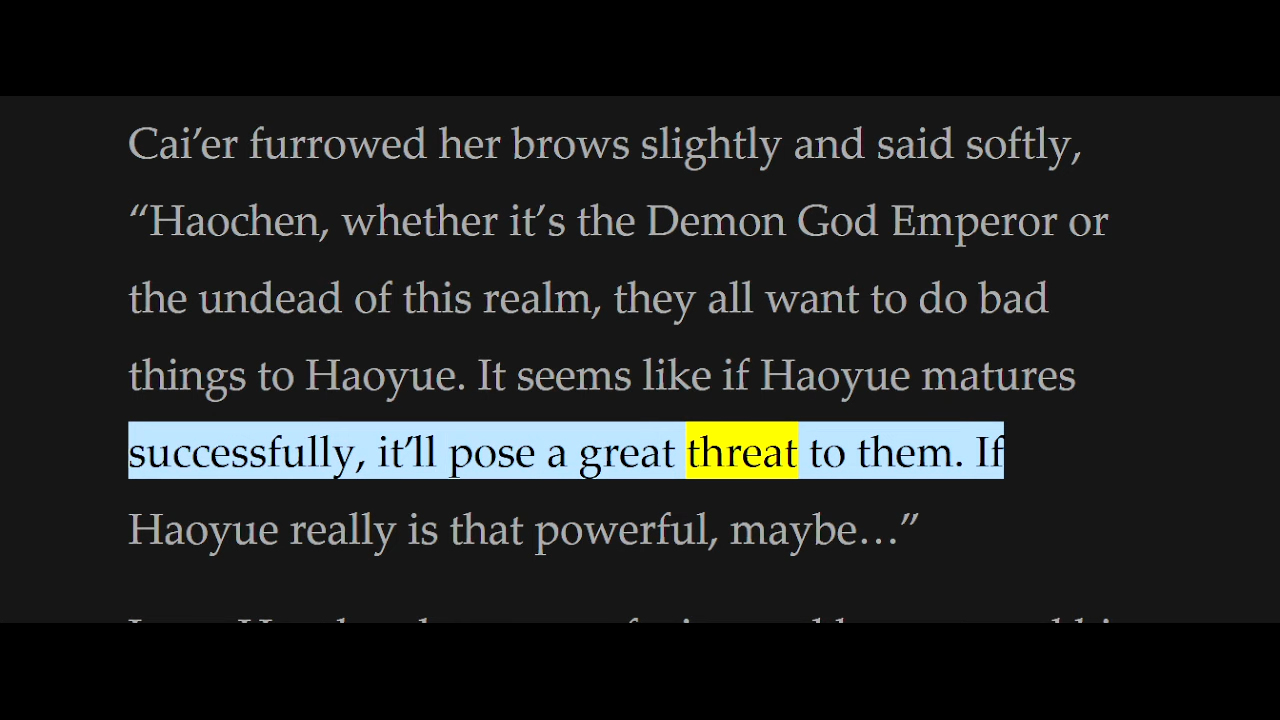 Cai’er furrowed her brows slightly and said softly,
“Haochen, whether it’s the Demon God Emperor or
the undead of this realm, they all want to do bad
things to Haoyue. It seems like if Haoyue matures
successfully, it’ll pose a great threat to them. If
Haoyue really is that powerful, maybe…”